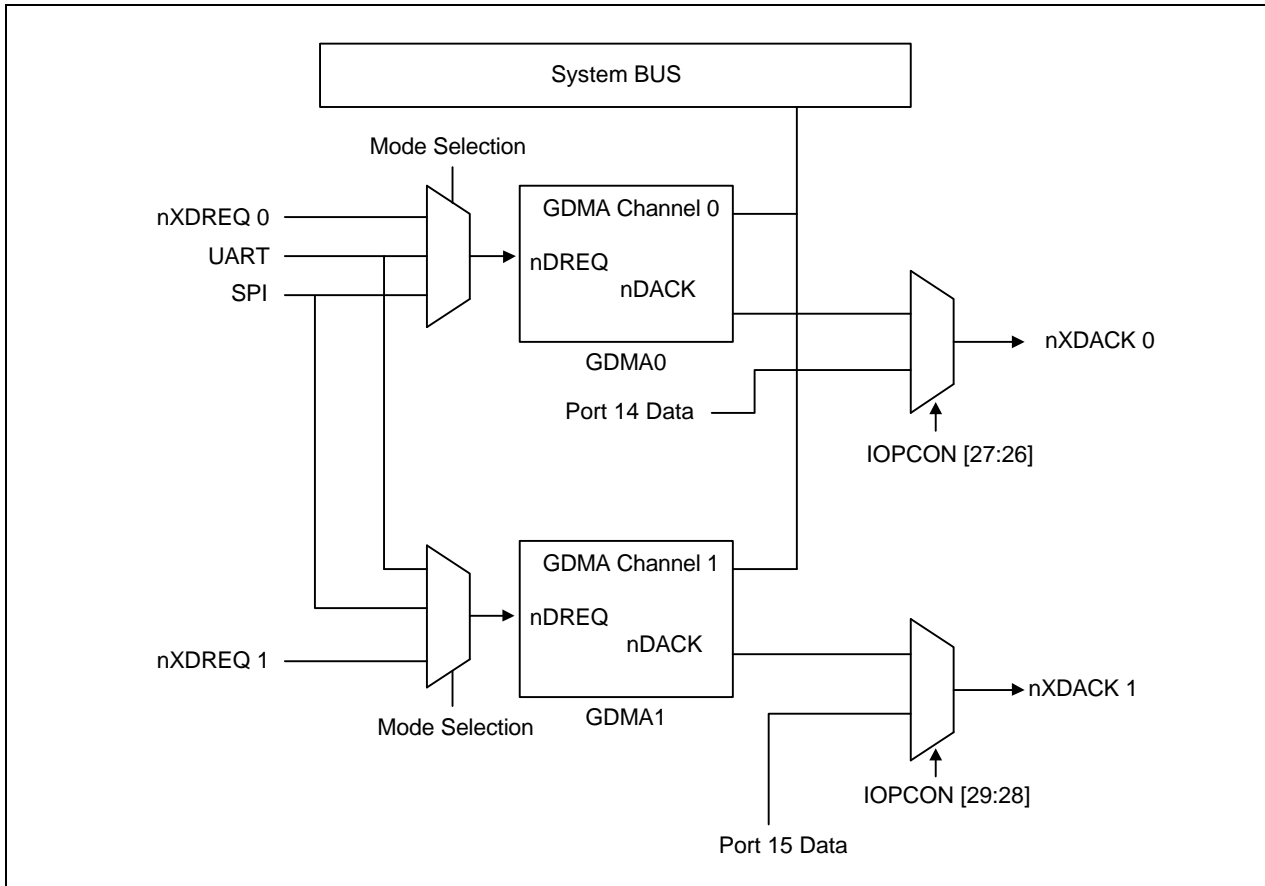 System BUS
Mode Selection
nXDREQ 0
UART
SPI
GDMA Channel 0
nDREQ
nDACK
GDMA0
Port 14 Data
nXDACK 0
IOPCON [27:26]
GDMA Channel 1
nDREQ
nDACK
GDMA1
nXDREQ 1
Mode Selection
nXDACK 1
IOPCON [29:28]
Port 15 Data